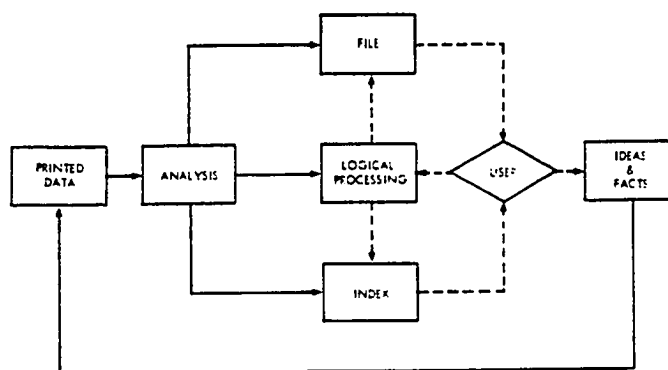 FILE
PRINTED
DATA
ANALYSIS
LOGICAL
PROCESSING
USER
IDEAS
&
FACTS
INDEX